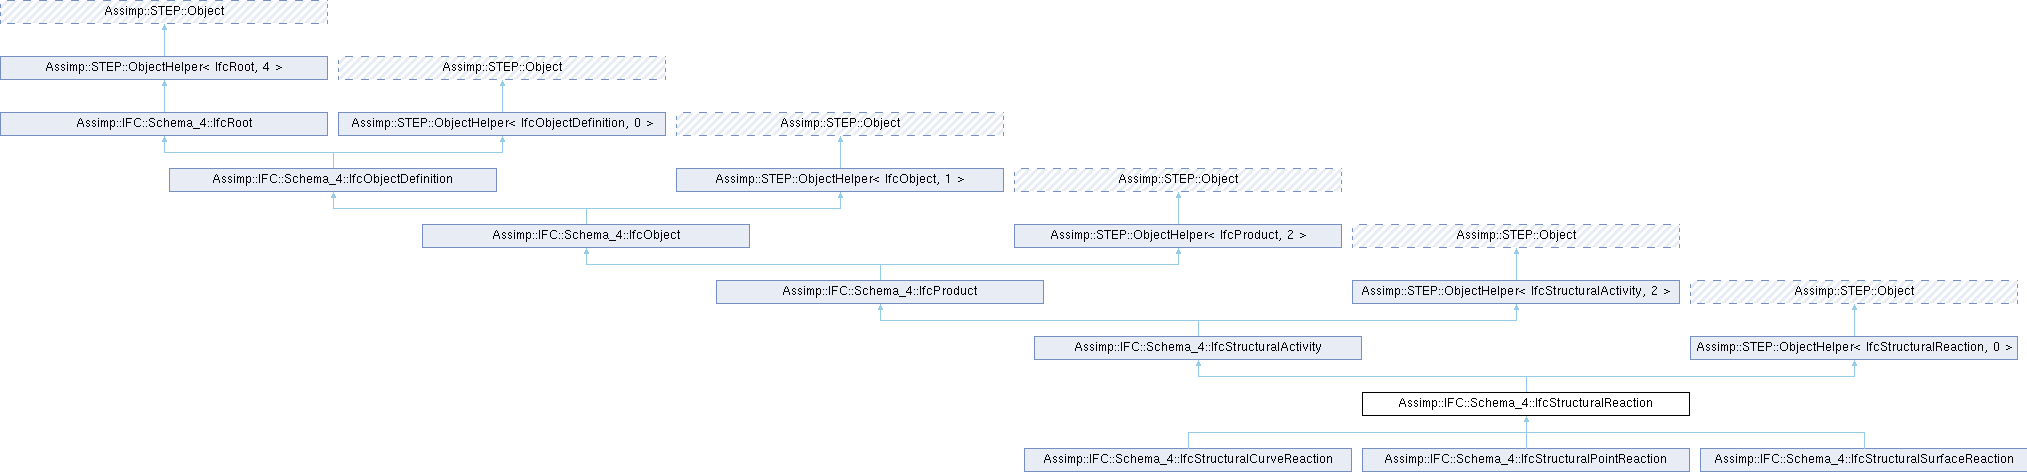 Assimp::STEP::Object
Assimp::STEP::ObjectHelper< IfcRoot, 4 >
Assimp::STEP::Object
Assimp::IFC::Schema_4::IfcRoot
Assimp::STEP::ObjectHelper< IfcObjectDefinition, 0 >
Assimp::STEP::Object
Assimp::IFC::Schema_4::IfcObjectDefinition
Assimp::STEP::ObjectHelper< IfcObject, 1 >
Assimp::STEP::Object
Assimp::IFC::Schema_4::IfcObject
Assimp::STEP::ObjectHelper< IfcProduct, 2 >
Assimp::STEP::Object
Assimp::IFC::Schema_4::IfcProduct
Assimp::STEP::ObjectHelper< IfcStructuralActivity, 2 >
Assimp::STEP::Object
Assimp::IFC::Schema_4::IfcStructuralActivity
Assimp::STEP::ObjectHelper< IfcStructuralReaction, 0 >
Assimp::IFC::Schema_4::IfcStructuralReaction
Assimp::IFC::Schema_4::IfcStructuralCurveReaction
Assimp::IFC::Schema_4::IfcStructuralPointReaction
Assimp::IFC::Schema_4::IfcStructuralSurfaceReaction